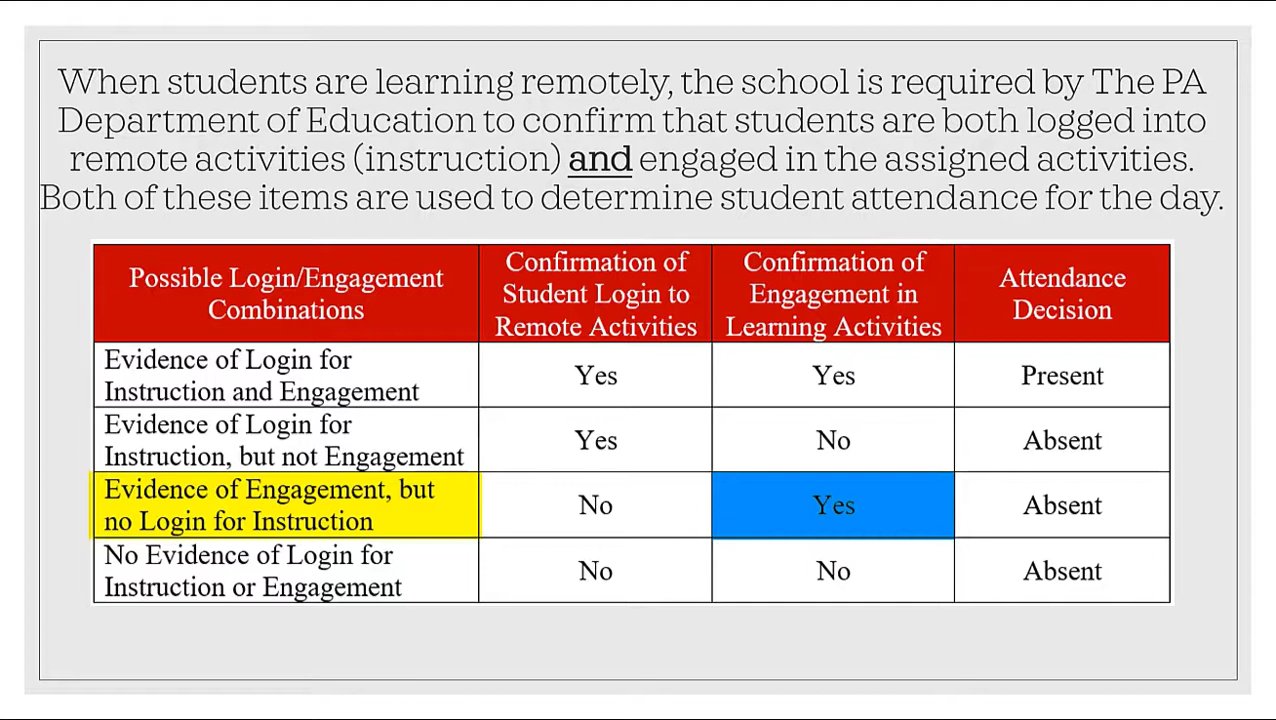 When students are learning remotely, the school is required by The PA
Department of Education to confirm that students are both logged into
remote activities (instruction) and engaged in the assigned activities.
Both of these items are used to determine student attendance for the day.
Possible Login/Engagement
Combinations
Confirmation of
Student Login to
Remote Activities
Confirmation of
Engagement in
Learning Activities
Attendance
Decision
Evidence of Login for
Instruction and Engagement
Yes
Yes
Present
Evidence of Login for
Instruction, but not Engagement
Yes
No
Absent
Evidence of Engagement, but
no Login for Instruction
No
Yes
Absent
No Evidence of Login for
Instruction or Engagement
No
No
Absent